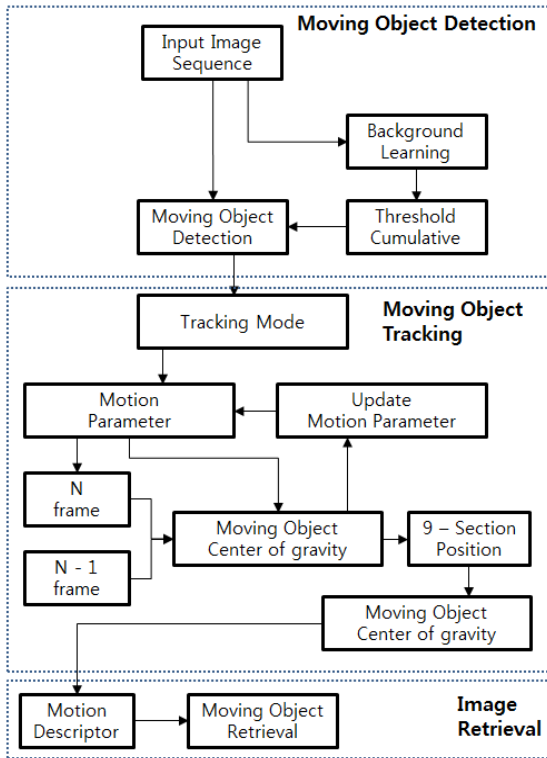 Moving Object Detection
Input Image
Sequence
Background
Learning
Moving Object
Detection
Threshold
Cumulative
Tracking Mode
Moving Object
Tracking
Motion
Parameter
Update
Motion Parameter
N
frame
Moving Object
Center of gravity
9 – Section
Position
N - 1
frame
Moving Object
Center of gravity
Motion
Descriptor
Moving Object
Retrieval
Image
Retrieval